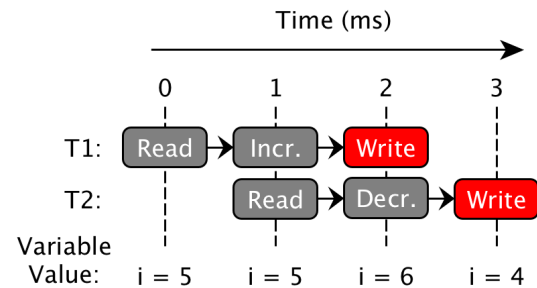 Time (ms)
0 1 2 3
T1: Read Incr. Write
T2: Read Decr. Write
Variable
Value: i = 5 i = 5 i = 6 i = 4